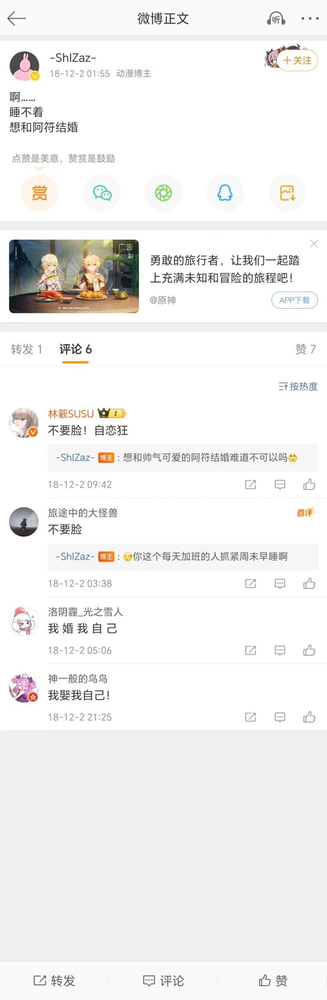 微博正文
听
-ShIZaz-
18-12-2 01:55 动漫博主
+关注
啊……
睡不着
想和阿符结婚
点赞是美意，赞赏是鼓励
赏
广告
勇敢的旅行者，让我们一起踏
上充满未知和冒险的旅程吧！
@原神
APP下载
转发 1
评论 6
赞 7
按热度
林簌SUSU
I
不要脸！自恋狂
-ShIZaz- 博主：想和帅气可爱的阿符结婚难道不可以吗
18-12-2 09:42
旅途中的大怪兽
首评
不要脸
-ShIZaz- 博主：你这个每天加班的人抓紧周末早睡啊
18-12-2 03:38
洛阴霾_光之雪人
我 婚 我 自 己
18-12-2 05:06
神一般的鸟鸟
我娶我自己！
18-12-2 21:25
转发
评论
赞